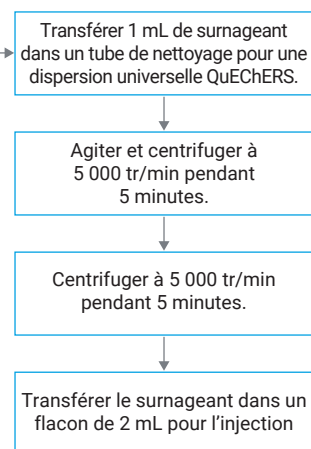 Transférer 1 mL de surnageant
dans un tube de nettoyage pour une
dispersion universelle QuEChERS.
Agiter et centrifuger à
5 000 tr/min pendant
5 minutes.
Centrifuger à 5 000 tr/min
pendant 5 minutes.
Transférer le surnageant dans un
flacon de 2 mL pour l’injection